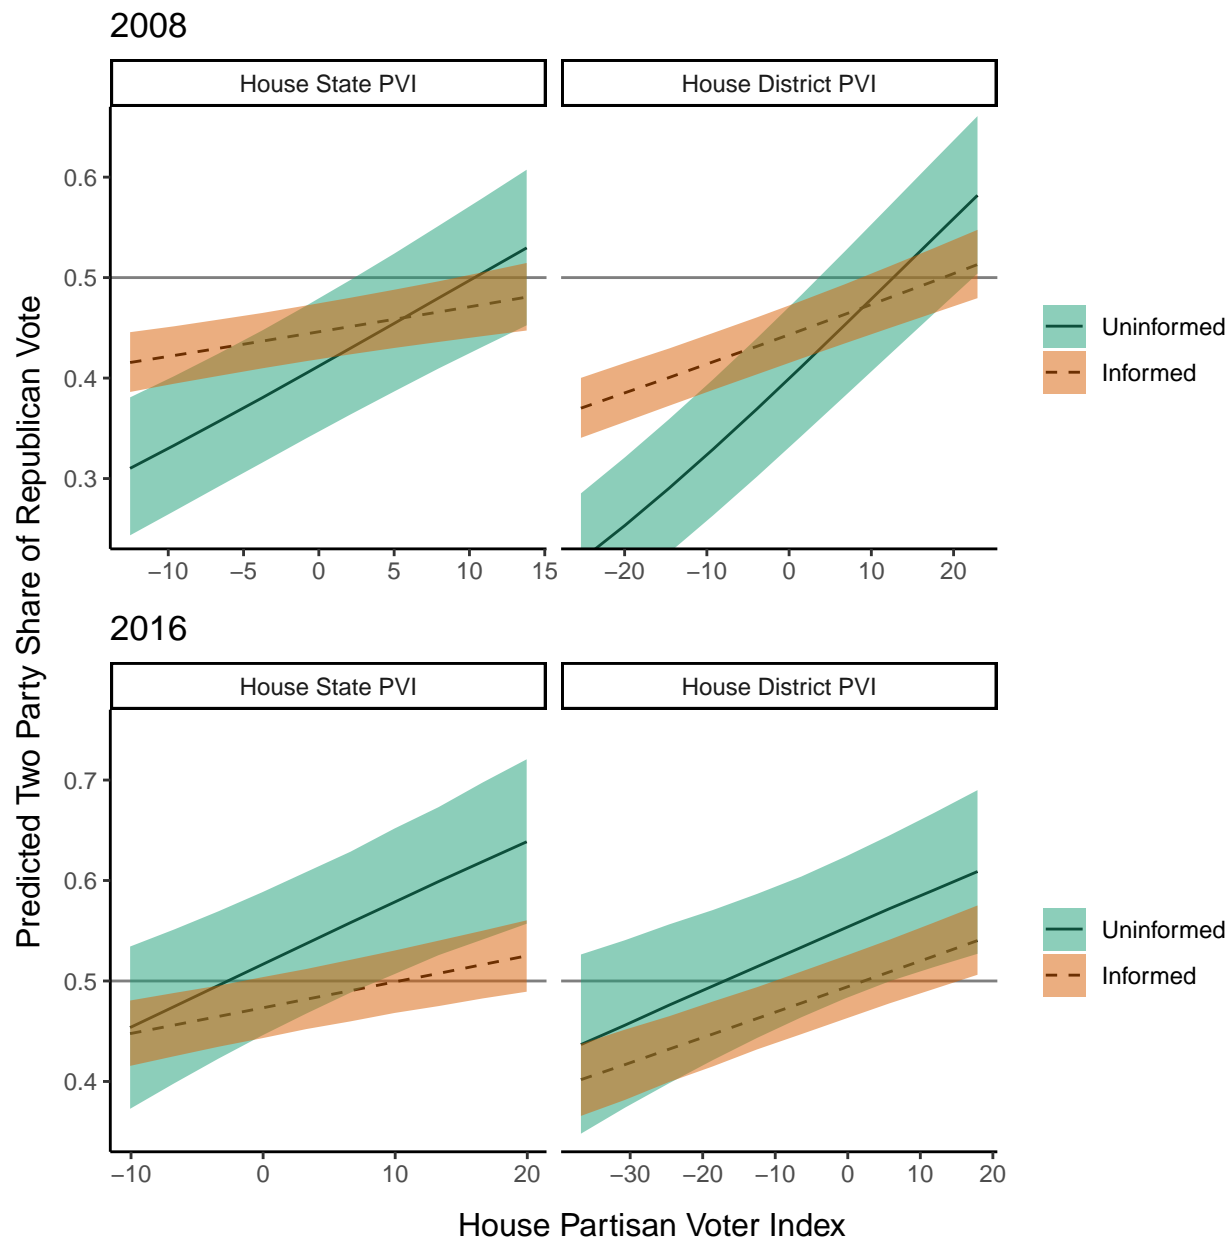 2008
House State PVI House District PVI
0.6
0.5
0.4
0.3
−10 −5 0 5 10 15 −20 −10 0 10 20
Uninformed
Informed
Predicted Two Party Share of Republican Vote
2016
House State PVI House District PVI
0.7
0.6
0.5
0.4
−10 0 10 20 −30 −20 −10 0 10 20
Uninformed
Informed
House Partisan Voter Index